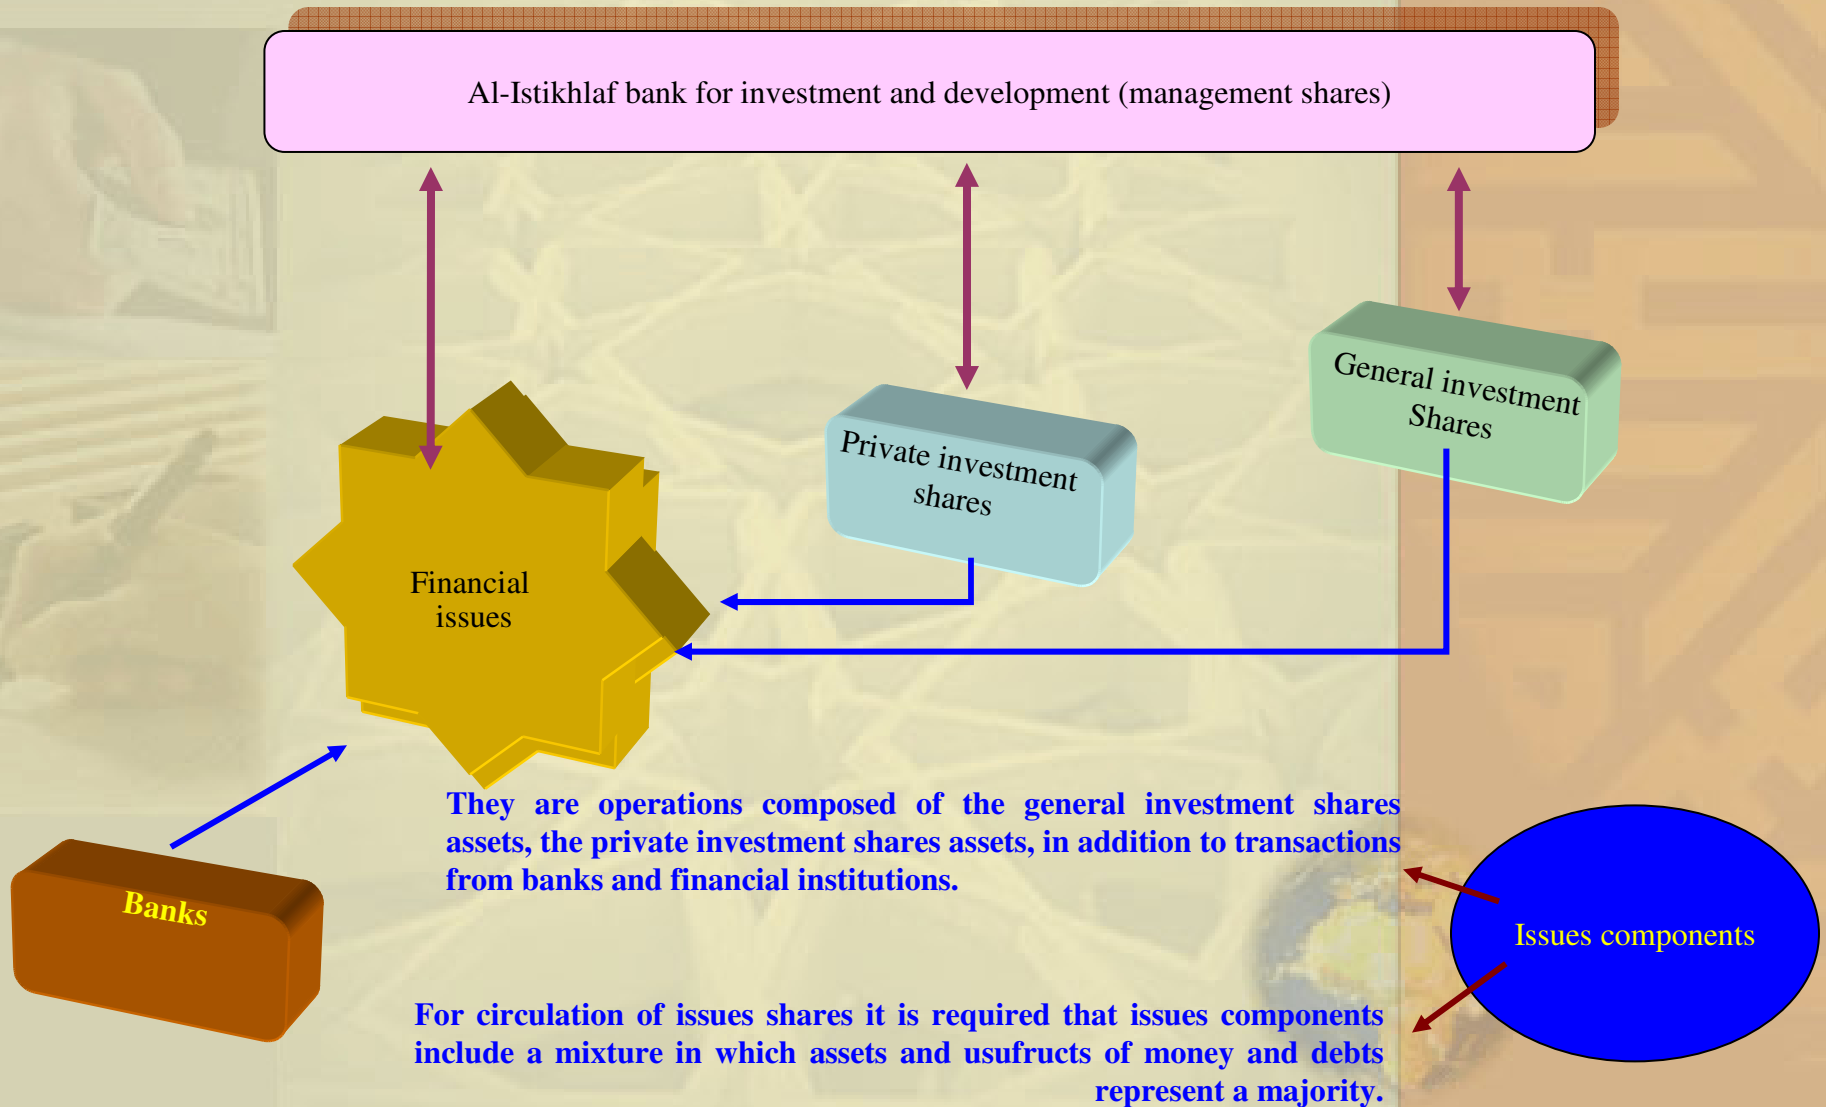 Al-Istikhlaf bank for investment and development (management shares)
General investment
Shares
Private investment
shares
Financial
issues
They are operations composed of the general investment shares
assets, the private investment shares assets, in addition to transactions
from banks and financial institutions.
Banks
Issues components
For circulation of issues shares it is required that issues components
include a mixture in which assets and usufructs of money and debts
represent a majority.